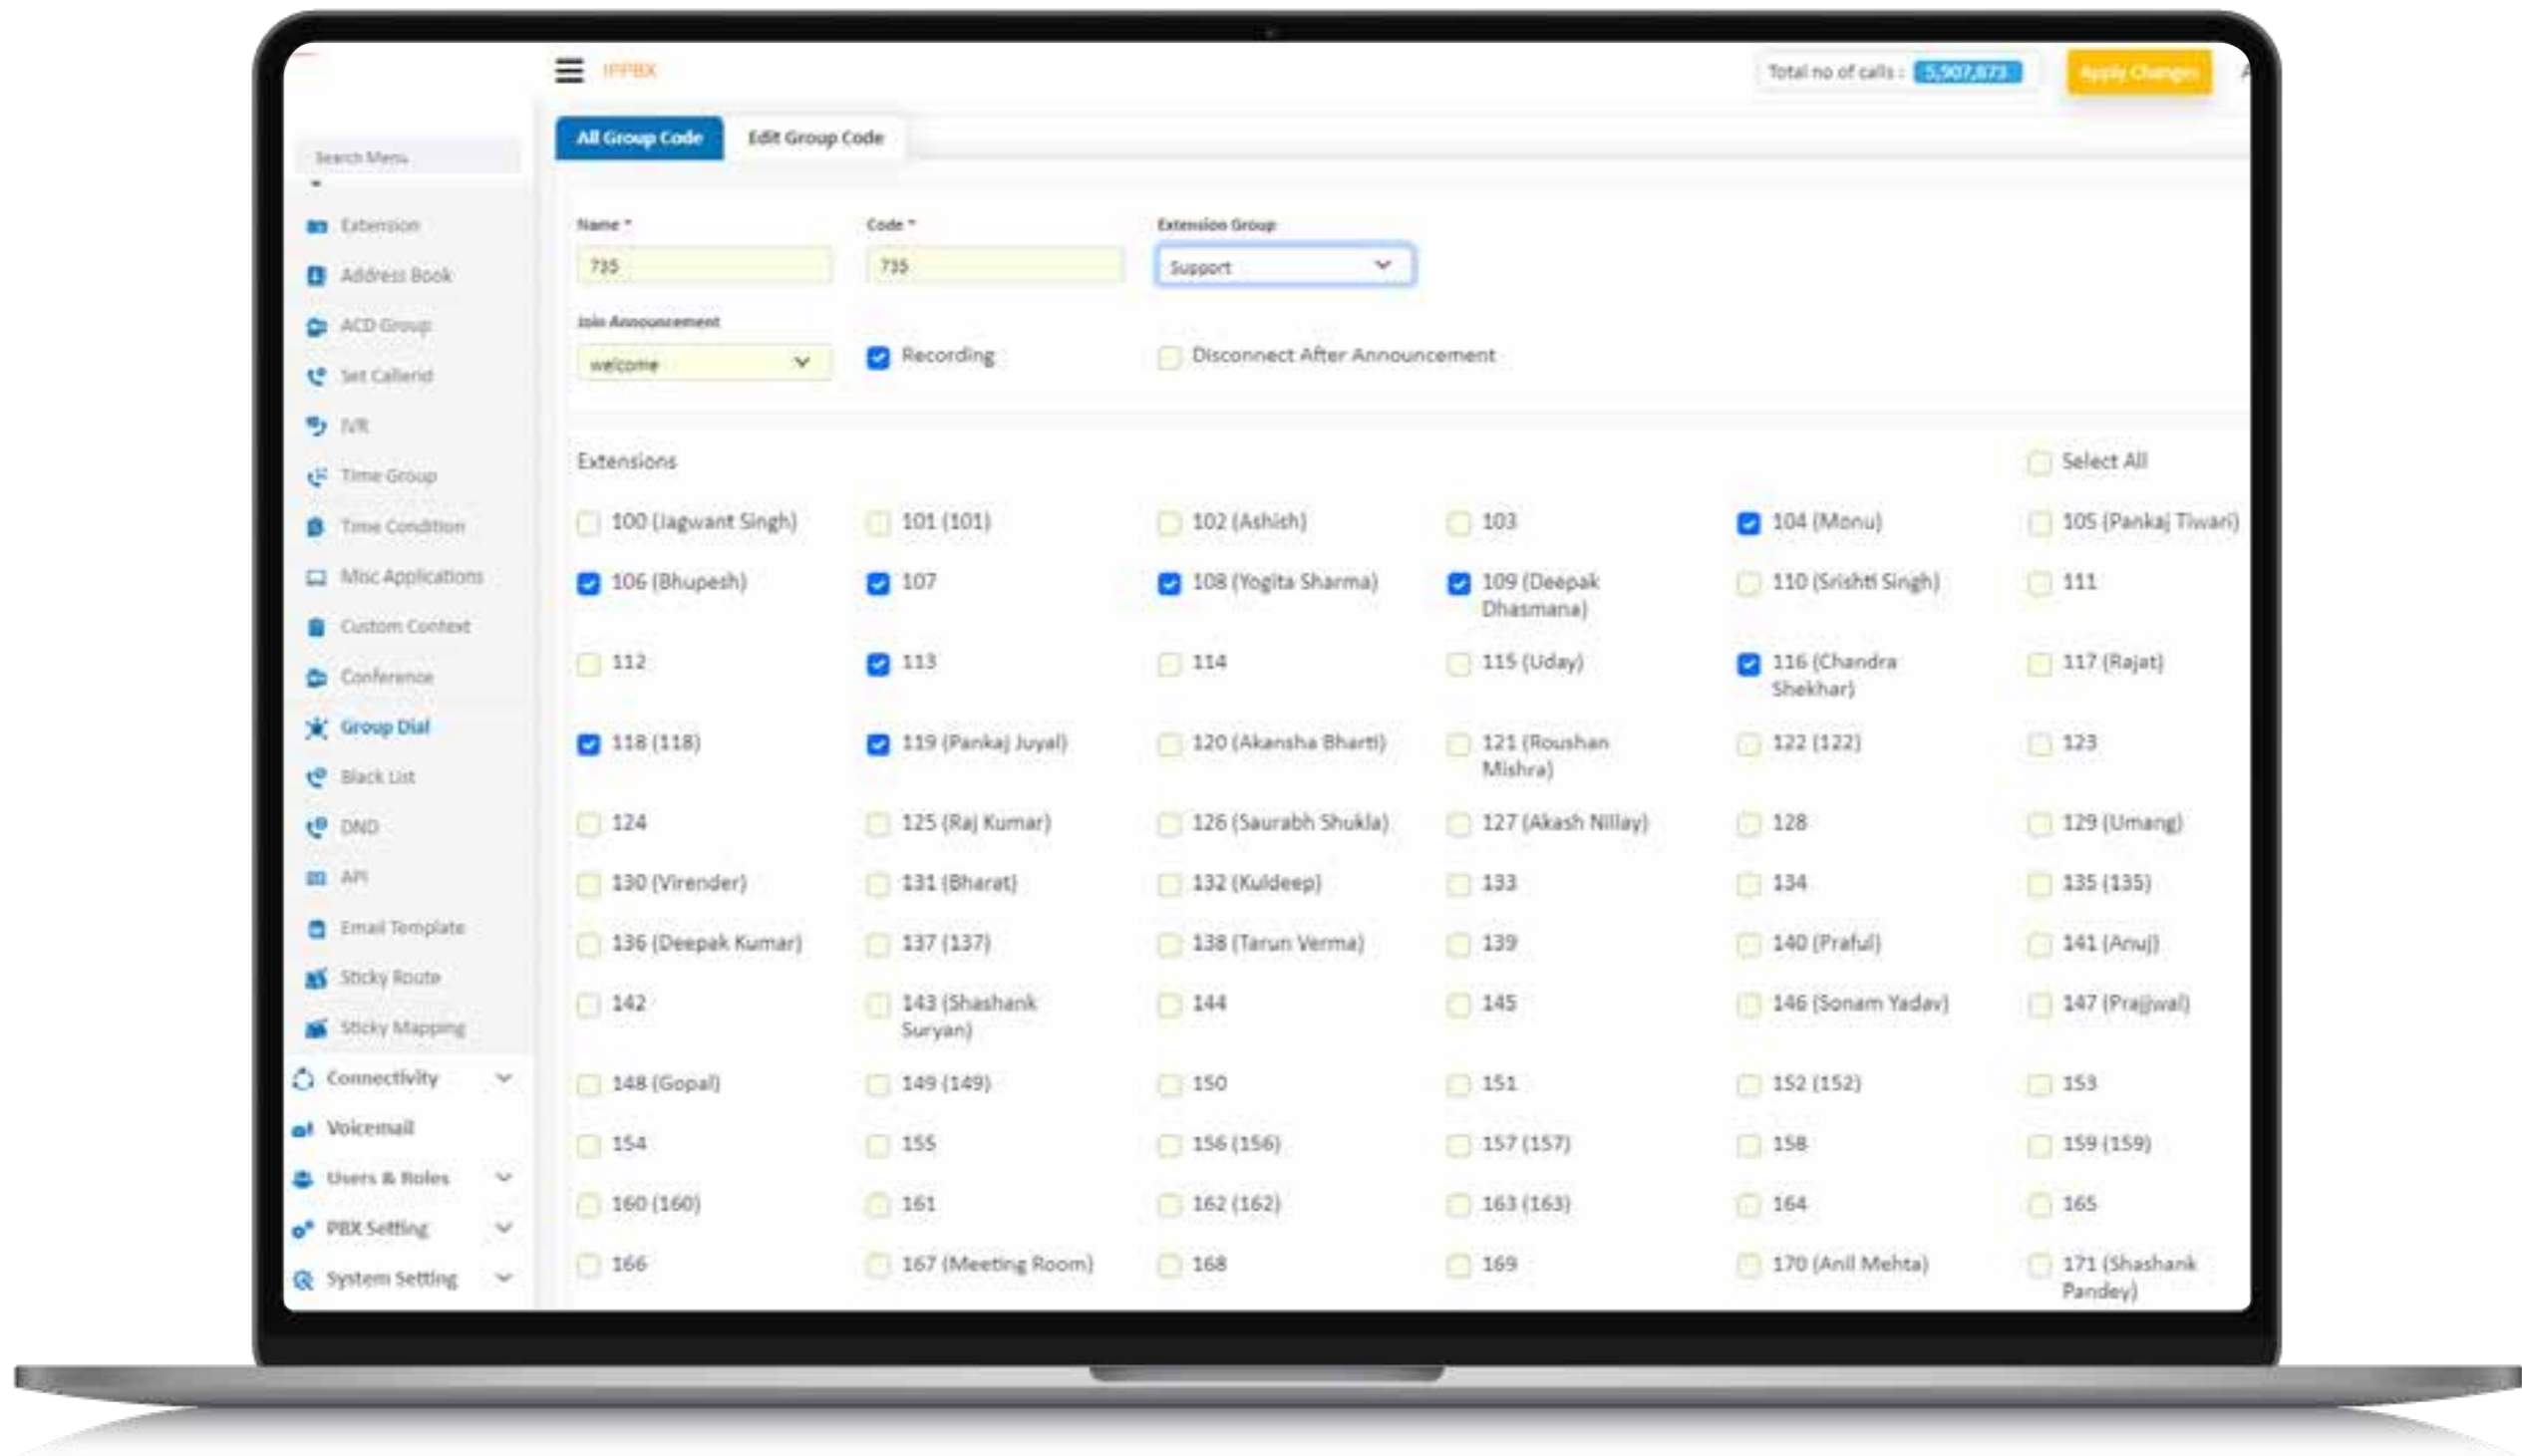 IPPBX
Total no of calls : 5,907,873
Apply Changes
Search Menu
Extension
Address Book
ACD Group
Set Callerid
IVR
Time Group
Time Condition
Misc Applications
Custom Context
Conference
Group Dial
Black List
DND
API
Email Template
Sticky Route
Sticky Mapping
Connectivity
Voicemail
Users & Roles
PBX Setting
System Setting
All Group Code Edit Group Code
Name * Code * Extension Group
735 735 Support
Join Announcement
welcome Recording Disconnect After Announcement
Extensions Select All
100 (Jagwant Singh) 101 (101) 102 (Ashish) 103 104 (Monu) 105 (Pankaj Tiwari)
106 (Bhupesh) 107 108 (Yogita Sharma) 109 (Deepak 110 (Srishti Singh) 111
Dhasmana)
112 113 114 115 (Uday) 116 (Chandra 117 (Rajat)
Shekhar)
118 (118) 119 (Pankaj Juyal) 120 (Akansha Bharti) 121 (Roushan 122 (122) 123
Mishra)
124 125 (Raj Kumar) 126 (Saurabh Shukla) 127 (Akash Nillay) 128 129 (Umang)
130 (Virender) 131 (Bharat) 132 (Kuldeep) 133 134 135 (135)
136 (Deepak Kumar) 137 (137) 138 (Tarun Verma) 139 140 (Praful) 141 (Anuj)
142 143 (Shashank 144 145 146 (Sonam Yadav) 147 (Prajjwal)
Suryan)
148 (Gopal) 149 (149) 150 151 152 (152) 153
154 155 156 (156) 157 (157) 158 159 (159)
160 (160) 161 162 (162) 163 (163) 164 165
166 167 (Meeting Room) 168 169 170 (Anil Mehta) 171 (Shashank
Pandey)